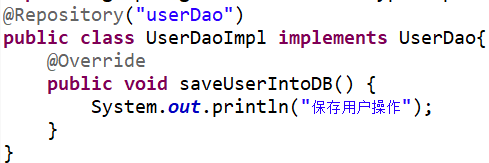 @Repository("userDao")
public class UserDaoImpl implements UserDao{
    @Override
    public void saveUserIntoDB() {
        System.out.println("保存用户操作");
    }
}